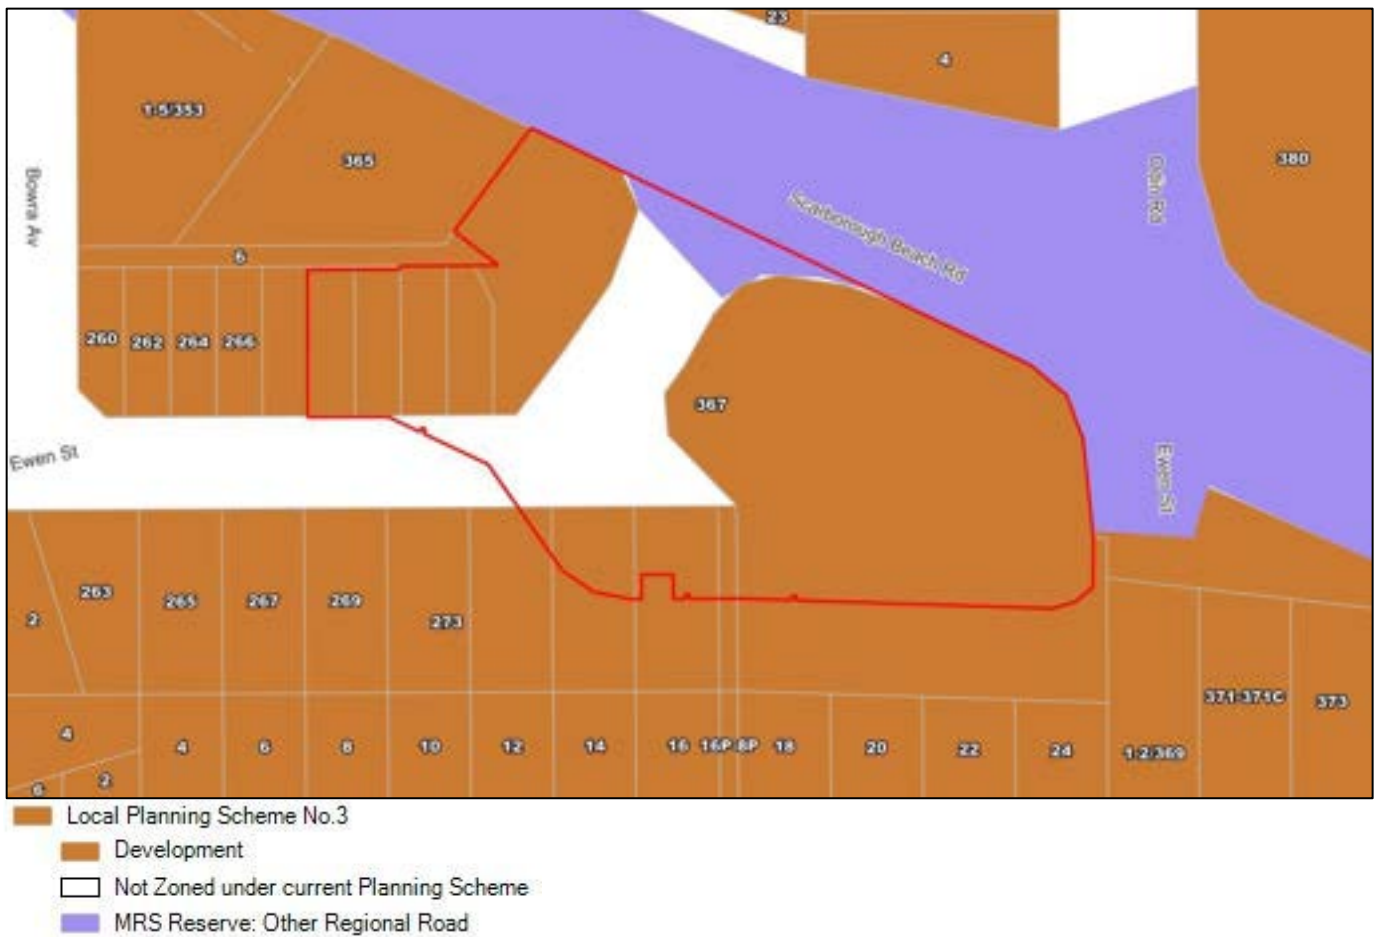 23
4
1-5/353
365
380
Bowra Av
Odin Rd
Scarborough Beach Rd
6
260
262
264
266
367
Ewen St
Ewen St
263
265
267
269
273
2
371-371C
373
4
4
6
8
10
12
14
16
16P
8P
18
20
22
24
1-2/369
6
2
Local Planning Scheme No.3
Development
Not Zoned under current Planning Scheme
MRS Reserve: Other Regional Road